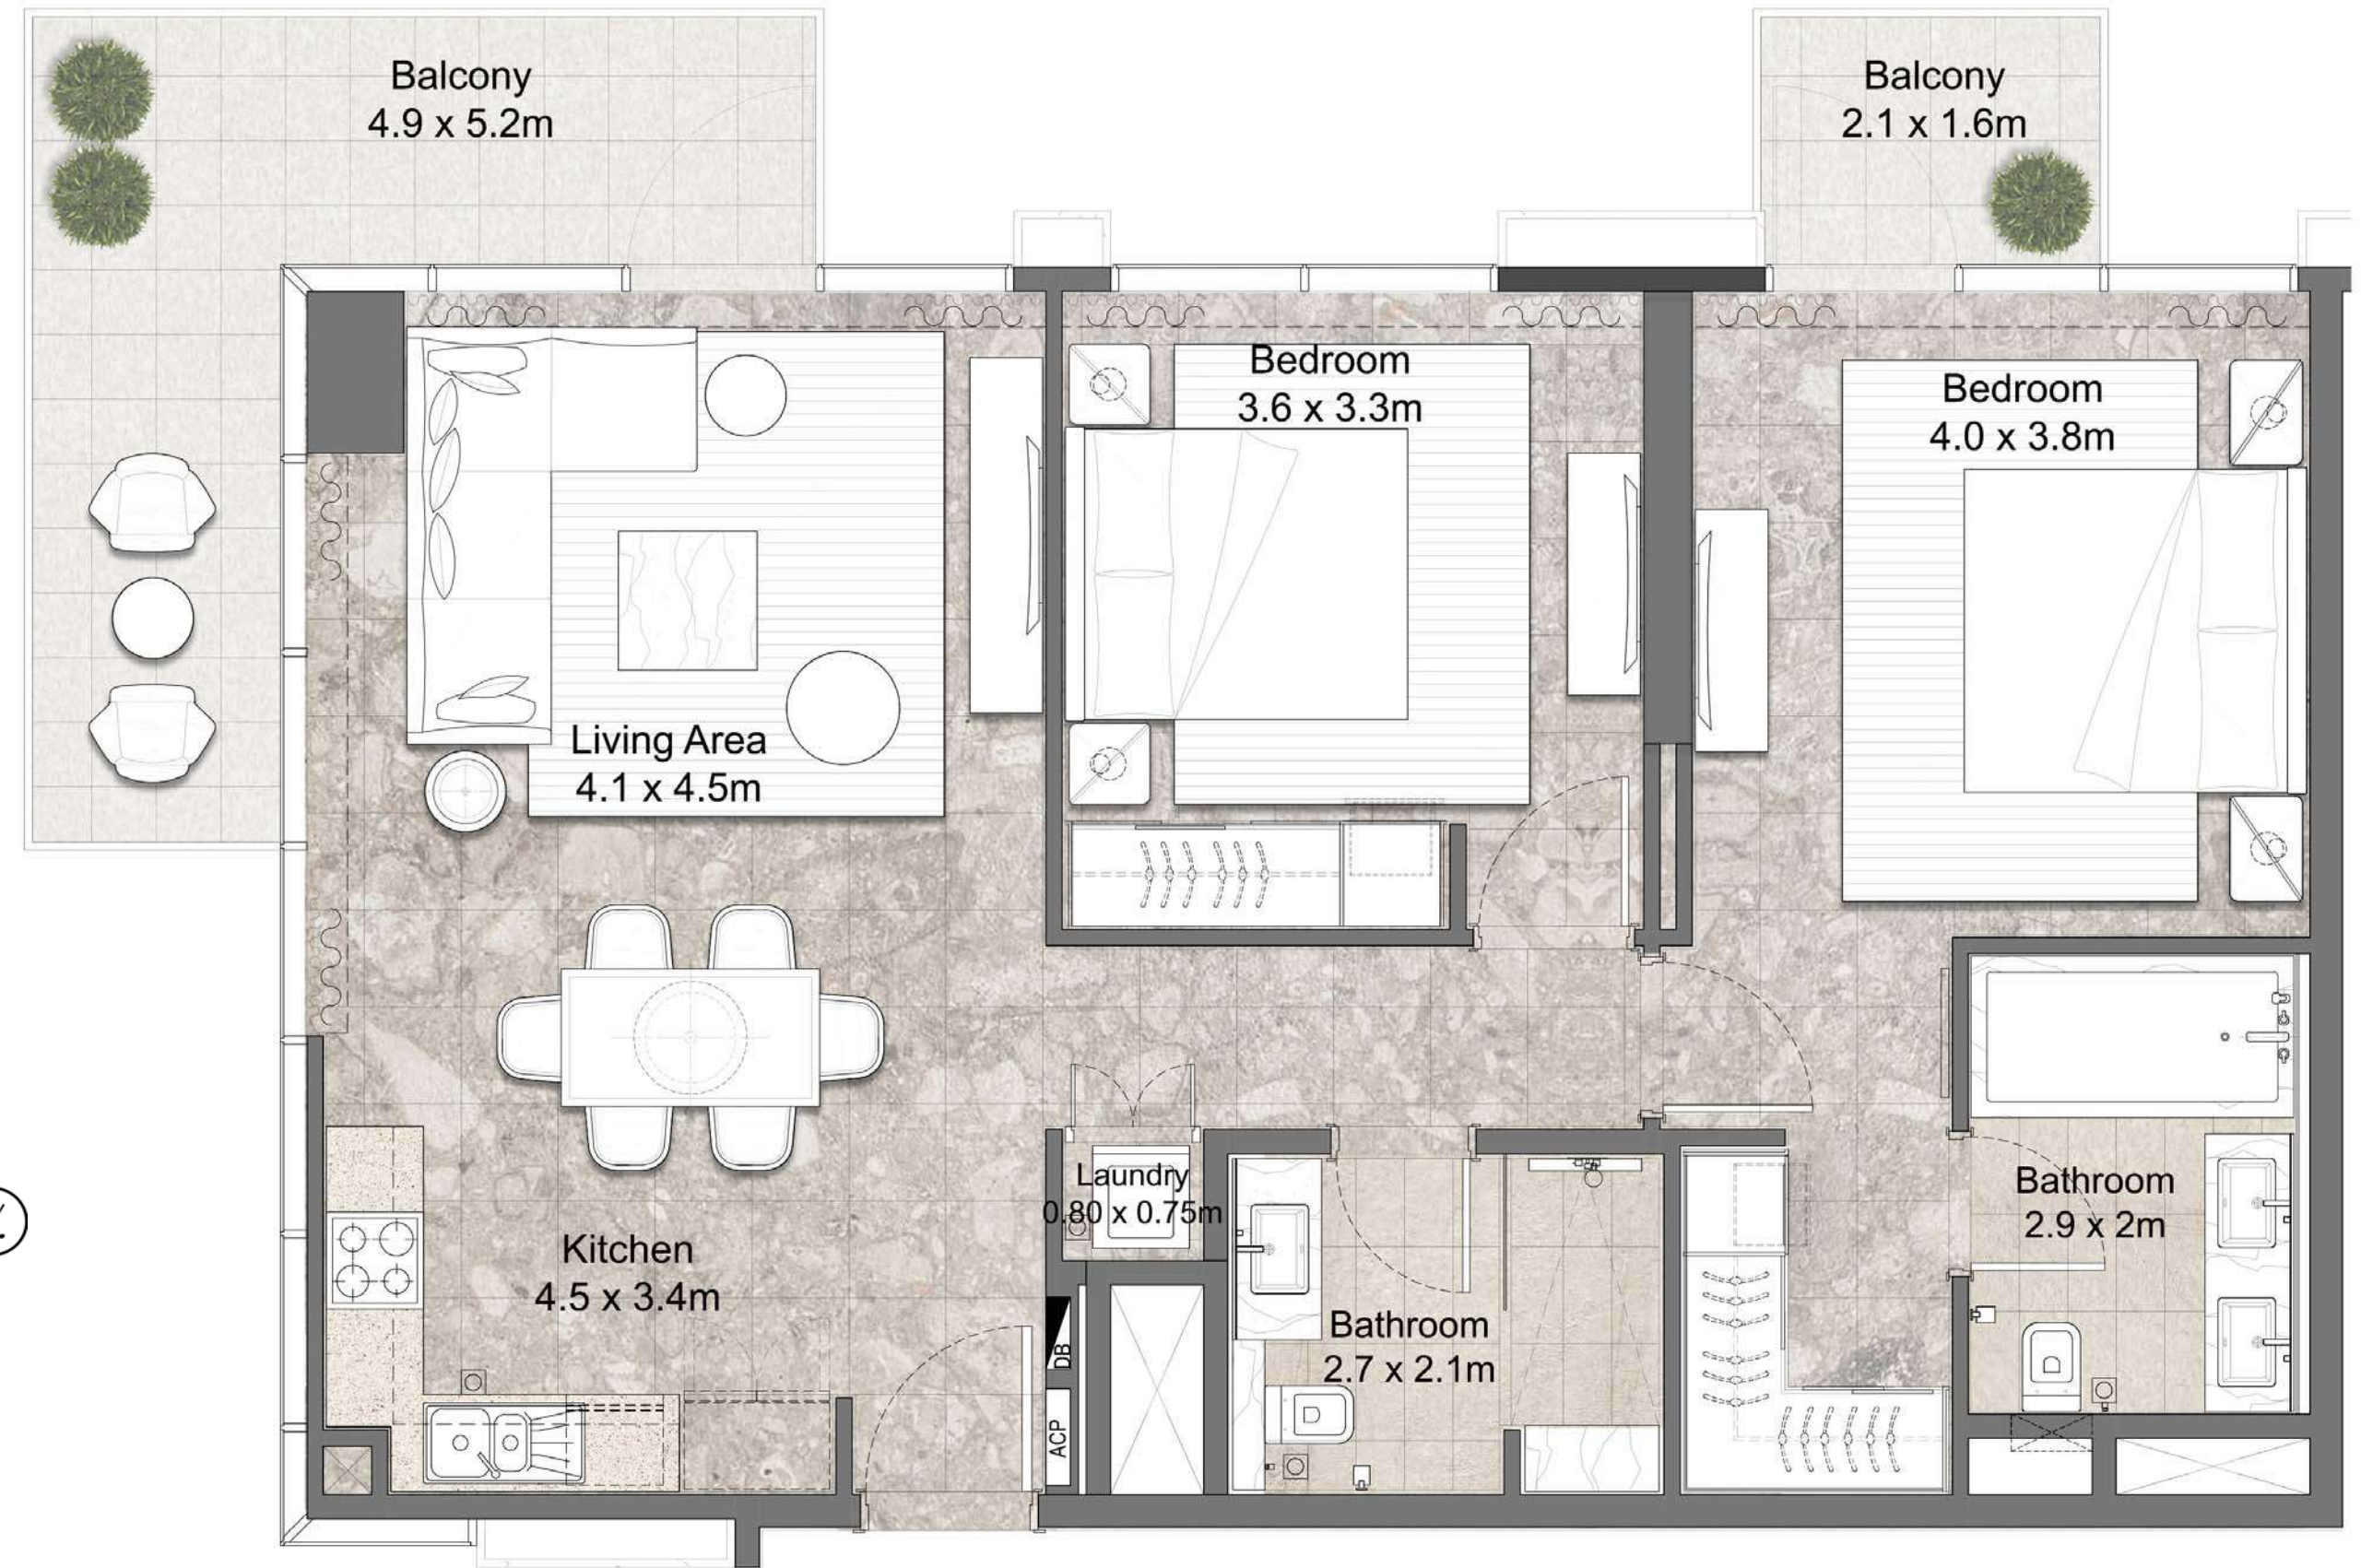 Balcony
4.9 x 5.2m
Balcony
2.1 x 1.6m
Bedroom
3.6 x 3.3m
Bedroom
4.0 x 3.8m
Living Area
4.1 x 4.5m
Laundry
0.80 x 0.75m
Kitchen
4.5 x 3.4m
Bathroom
2.9 x 2m
Bathroom
2.7 x 2.1m
DB
ACP